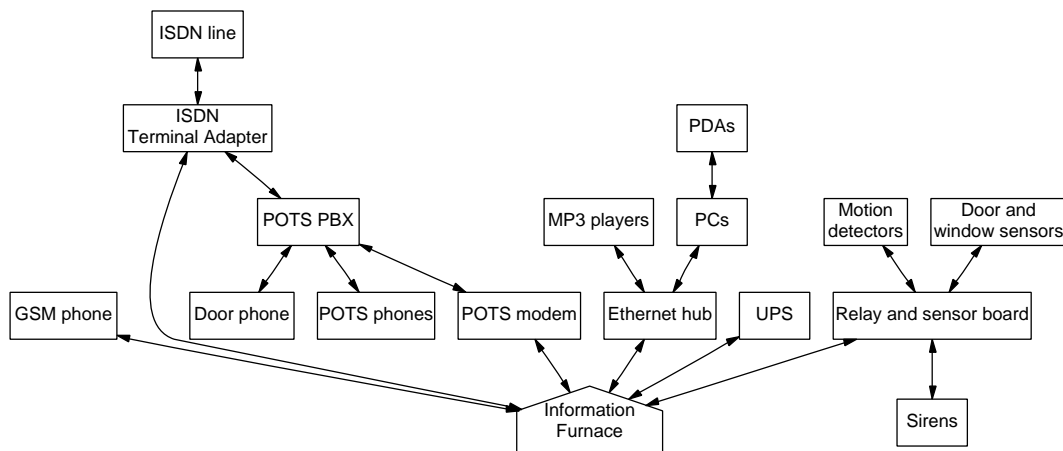 ISDN line
ISDN
Terminal Adapter
PDAs
POTS PBX
MP3 players
PCs
Motion
detectors
Door and
window sensors
GSM phone
Door phone
POTS phones
POTS modem
Ethernet hub
UPS
Relay and sensor board
Information
Furnace
Sirens